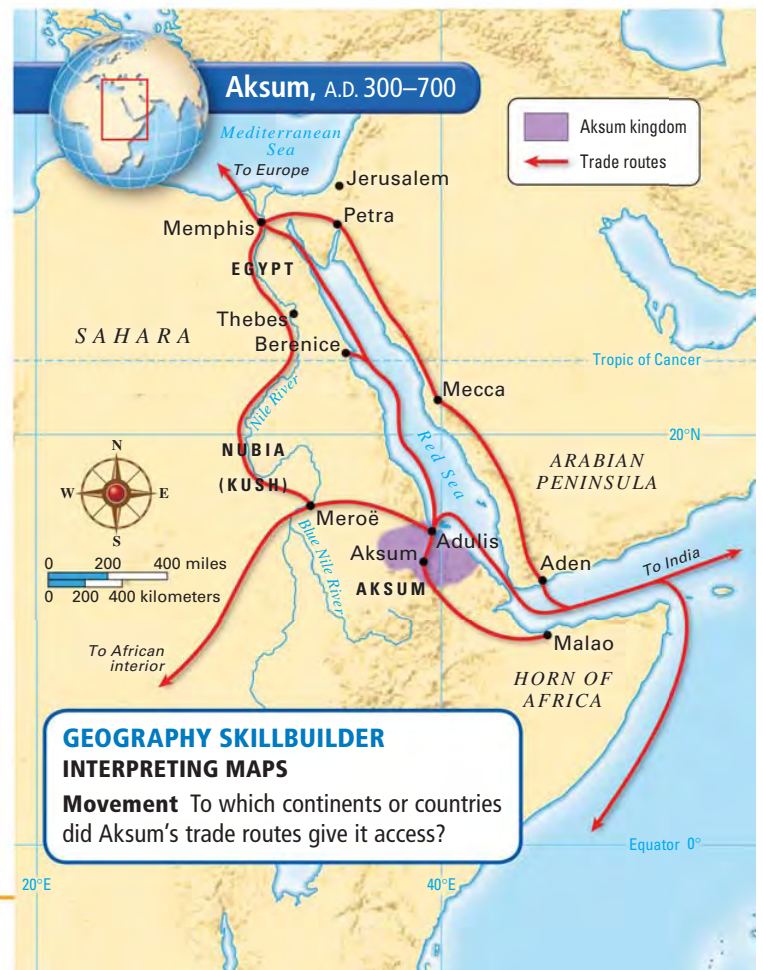 Aksum, A.D. 300–700
Aksum kingdom
Trade routes
Mediterranean
Sea
To Europe
Jerusalem
Memphis
Petra
EGYPT
SAHARA
Thebes
Berenice
Tropic of Cancer
Nile River
Mecca
Red Sea
20°N
NUBIA
(KUSH)
ARABIAN
PENINSULA
N
W
E
S
Meroë
Blue Nile River
Adulis
Aksum
AKSUM
Aden
To India
0 200 400 miles
0 200 400 kilometers
Malao
To African
interior
HORN OF
AFRICA
GEOGRAPHY SKILLBUILDER
INTERPRETING MAPS
Movement To which continents or countries
did Aksum's trade routes give it access?
Equator 0°
20°E
40°E